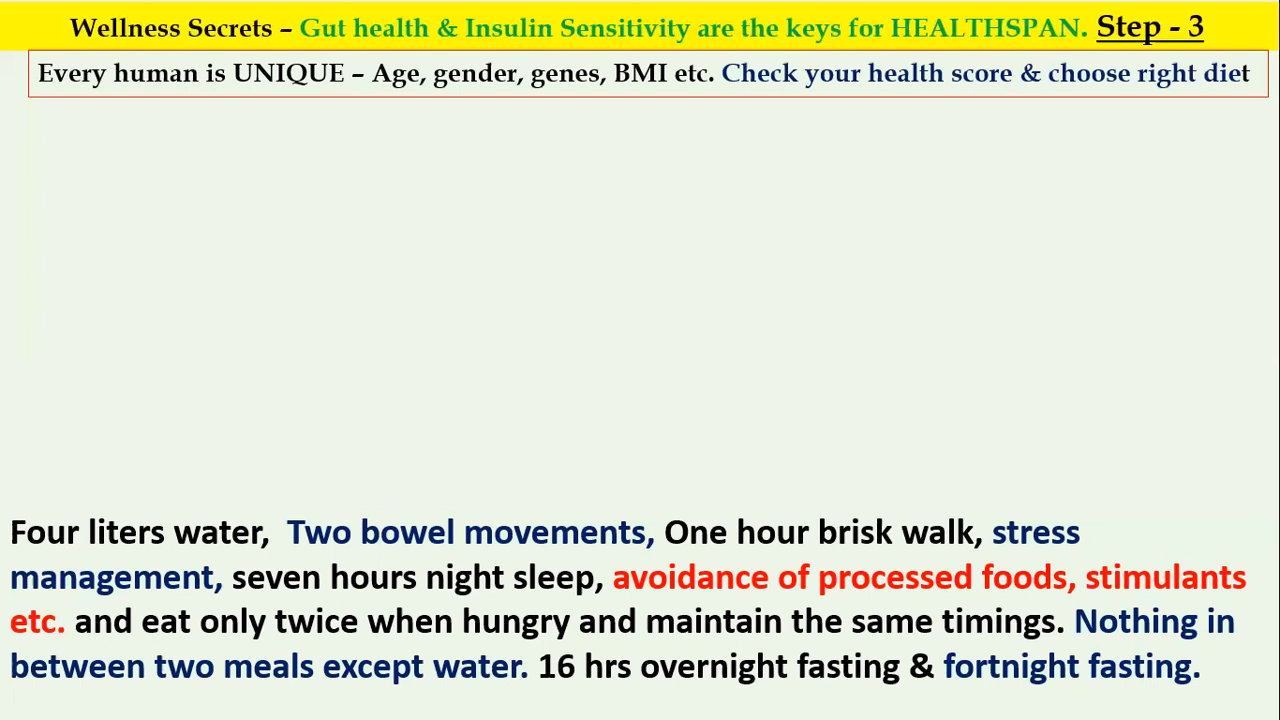 Wellness Secrets – Gut health & Insulin Sensitivity are the keys for HEALTHSPAN. Step - 3
Every human is UNIQUE – Age, gender, genes, BMI etc. Check your health score & choose right diet
Four liters water, Two bowel movements, One hour brisk walk, stress
management, seven hours night sleep, avoidance of processed foods, stimulants
etc. and eat only twice when hungry and maintain the same timings. Nothing in
between two meals except water. 16 hrs overnight fasting & fortnight fasting.